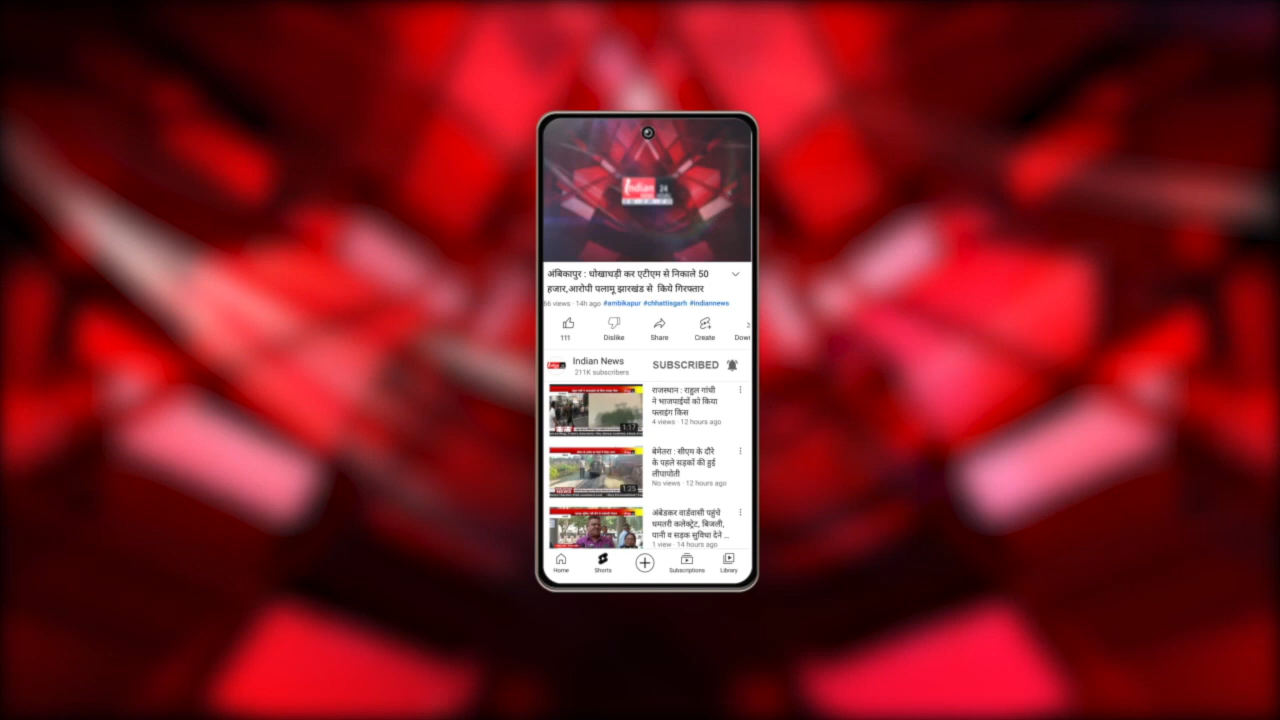 Indian 24
अंबिकापुर : धोखाधड़ी कर एटीएम से निकाले 50
हजार,आरोपी पलामू झारखंड से किये गिरफ्तार
66 views · 14h ago #ambikapur #chhattisgarh #indiannews
111 Dislike Share Create
Indian News
211K subscribers
SUBSCRIBED
राजस्थान : राहुल गांधी
ने भाजपाईयों को किया
फ्लाइंग किस
4 views · 12 hours ago
1:17
बेमेतरा : सीएम के दौरे
के पहले सड़कों की हुई
लीपापोती
No views · 12 hours ago
1:25
अंबेडकर वार्डवासी पहुंचे
धमतरी कलेक्ट्रेट, बिजली,
पानी व सड़क सुविधा देने ...
1 view · 14 hours ago
Home Shorts Subscriptions Library